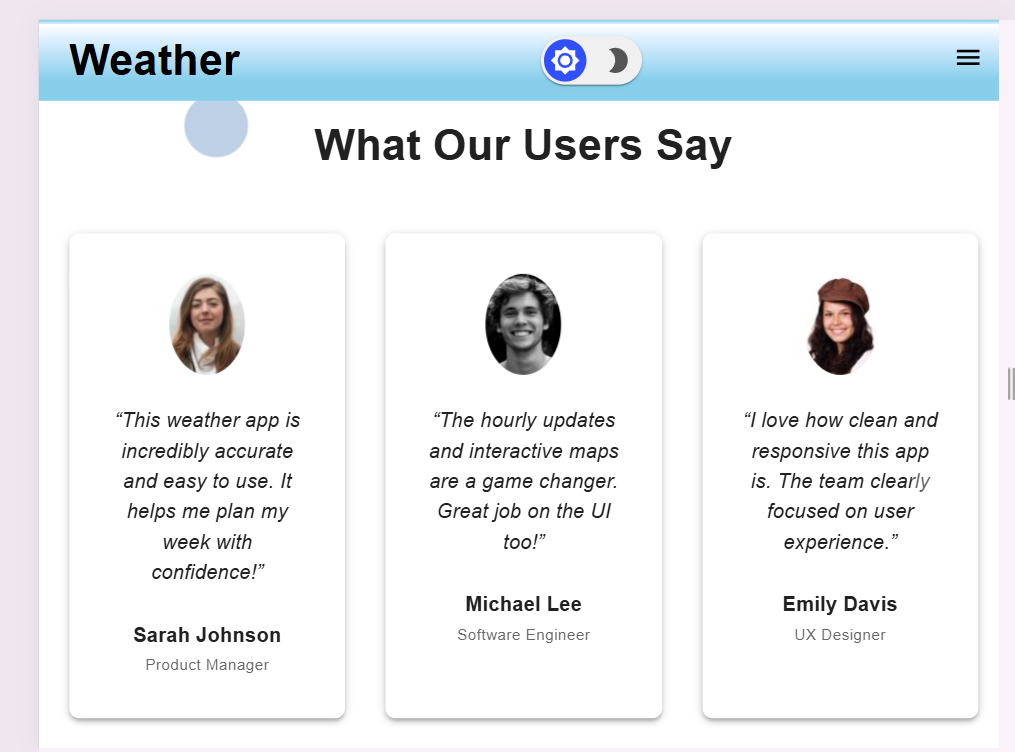 Weather
What Our Users Say
“This weather app is
incredibly accurate
and easy to use. It
helps me plan my
week with
confidence!”
Sarah Johnson
Product Manager
“The hourly updates
and interactive maps
are a game changer.
Great job on the UI
too!”
Michael Lee
Software Engineer
“I love how clean and
responsive this app
is. The team clearly
focused on user
experience.”
Emily Davis
UX Designer